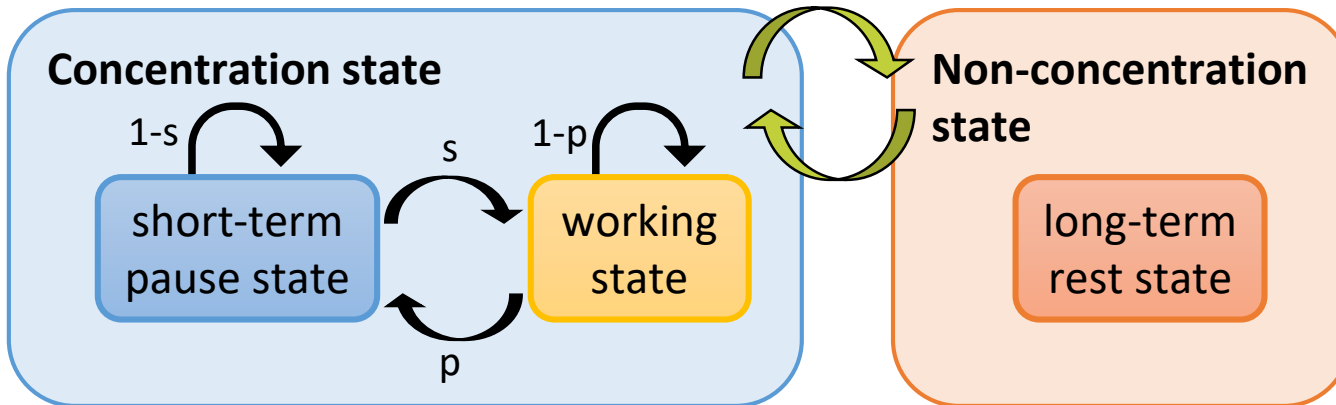 Concentration state
1-s
s
1-p
short-term
pause state
working
state
p
Non-concentration
state
long-term
rest state